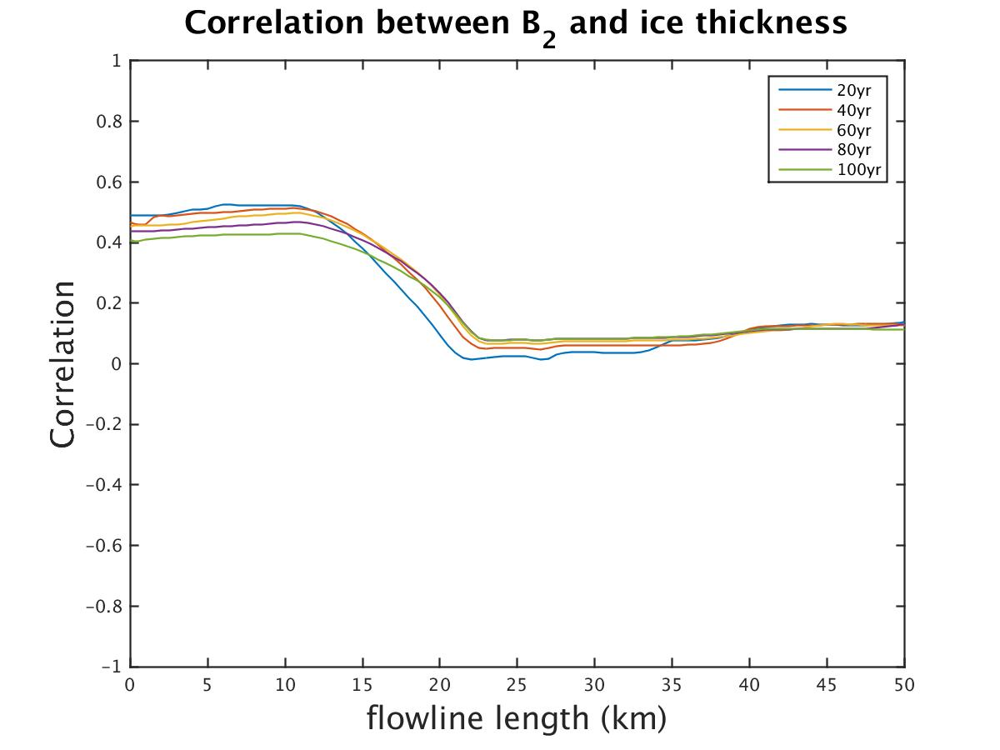 Correlation between B₂ and ice thickness
1
0.8
0.6
0.4
0.2
0
−0.2
−0.4
−0.6
−0.8
−1
Correlation
20yr
40yr
60yr
80yr
100yr
0 5 10 15 20 25 30 35 40 45 50
flowline length (km)